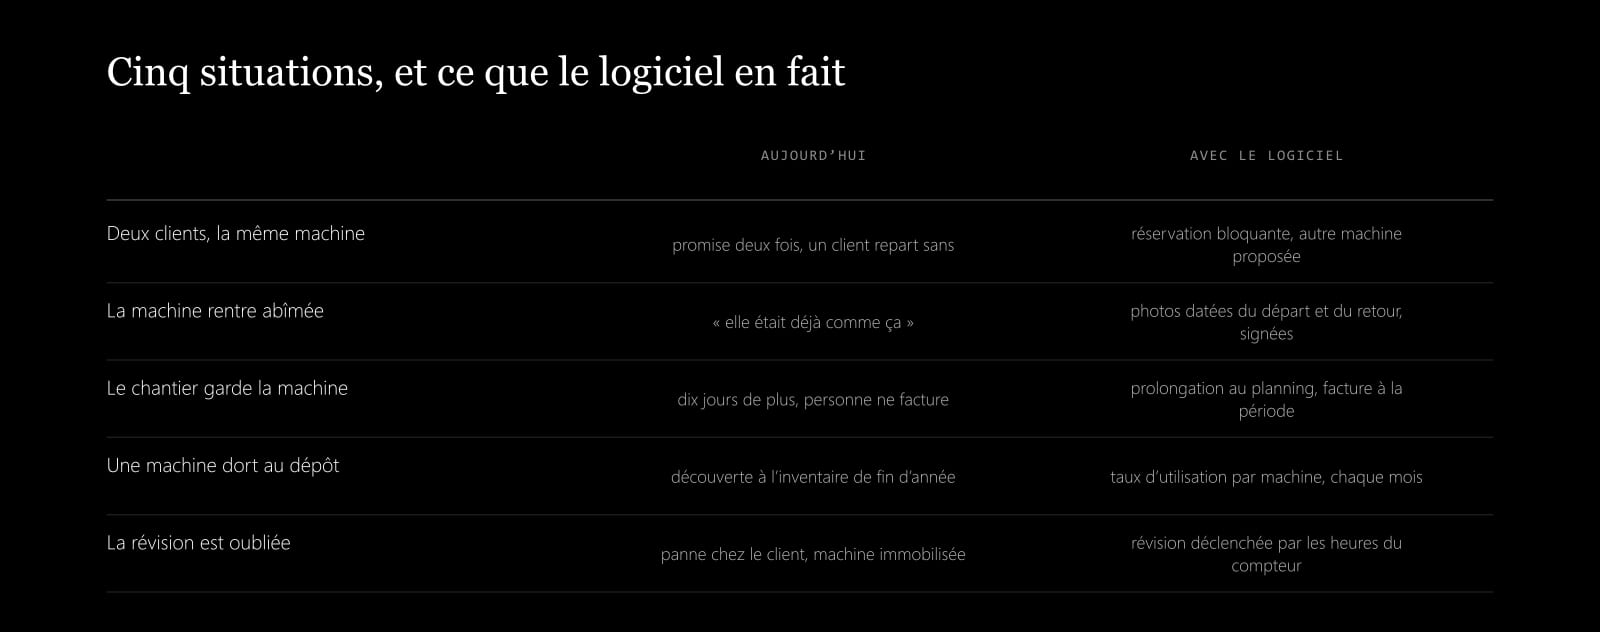 Cinq situations, et ce que le logiciel en fait
AUJOURD’HUI
AVEC LE LOGICIEL
Deux clients, la même machine
promise deux fois, un client repart sans
réservation bloquante, autre machine
proposée
La machine rentre abîmée
« elle était déjà comme ça »
photos datées du départ et du retour,
signées
Le chantier garde la machine
dix jours de plus, personne ne facture
prolongation au planning, facture à la
période
Une machine dort au dépôt
découverte à l’inventaire de fin d’année
taux d’utilisation par machine, chaque mois
La révision est oubliée
panne chez le client, machine immobilisée
révision déclenchée par les heures du
compteur